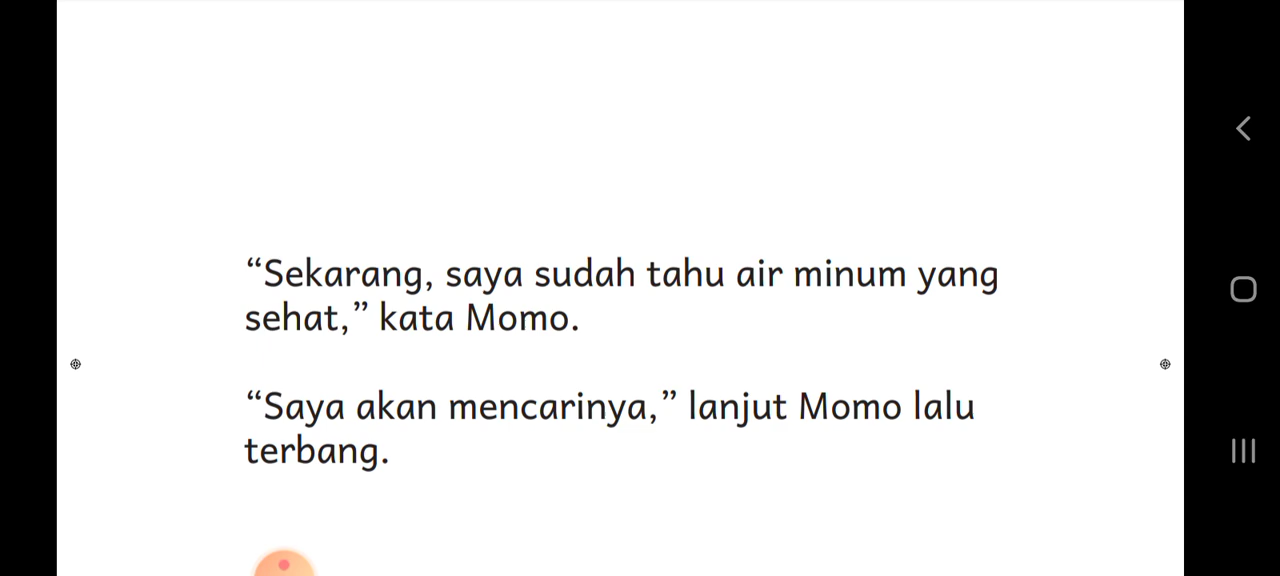 “Sekarang, saya sudah tahu air minum yang
sehat,” kata Momo.
“Saya akan mencarinya,” lanjut Momo lalu
terbang.